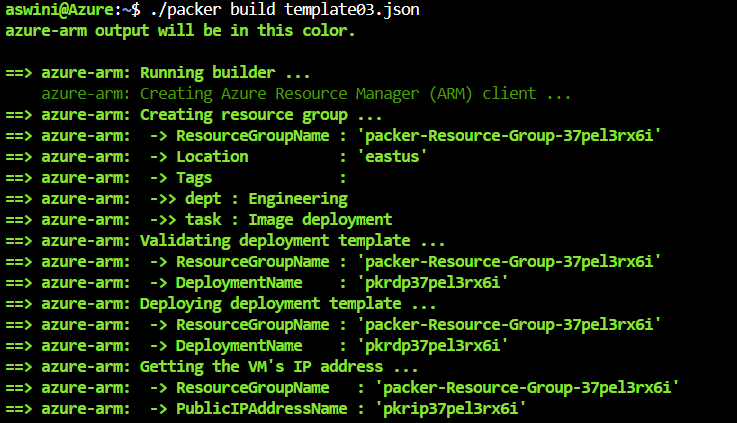 aswini@Azure:~$ ./packer build template03.json
azure-arm output will be in this color.
==> azure-arm: Running builder ...
    azure-arm: Creating Azure Resource Manager (ARM) client ...
==> azure-arm: Creating resource group ...
==> azure-arm:  -> ResourceGroupName : 'packer-Resource-Group-37pel3rx6i'
==> azure-arm:  -> Location          : 'eastus'
==> azure-arm:  -> Tags              :
==> azure-arm:  ->> dept : Engineering
==> azure-arm:  ->> task : Image deployment
==> azure-arm: Validating deployment template ...
==> azure-arm:  -> ResourceGroupName : 'packer-Resource-Group-37pel3rx6i'
==> azure-arm:  -> DeploymentName    : 'pkrdp37pel3rx6i'
==> azure-arm: Deploying deployment template ...
==> azure-arm:  -> ResourceGroupName : 'packer-Resource-Group-37pel3rx6i'
==> azure-arm:  -> DeploymentName    : 'pkrdp37pel3rx6i'
==> azure-arm: Getting the VM's IP address ...
==> azure-arm:  -> ResourceGroupName   : 'packer-Resource-Group-37pel3rx6i'
==> azure-arm:  -> PublicIPAddressName : 'pkrip37pel3rx6i'